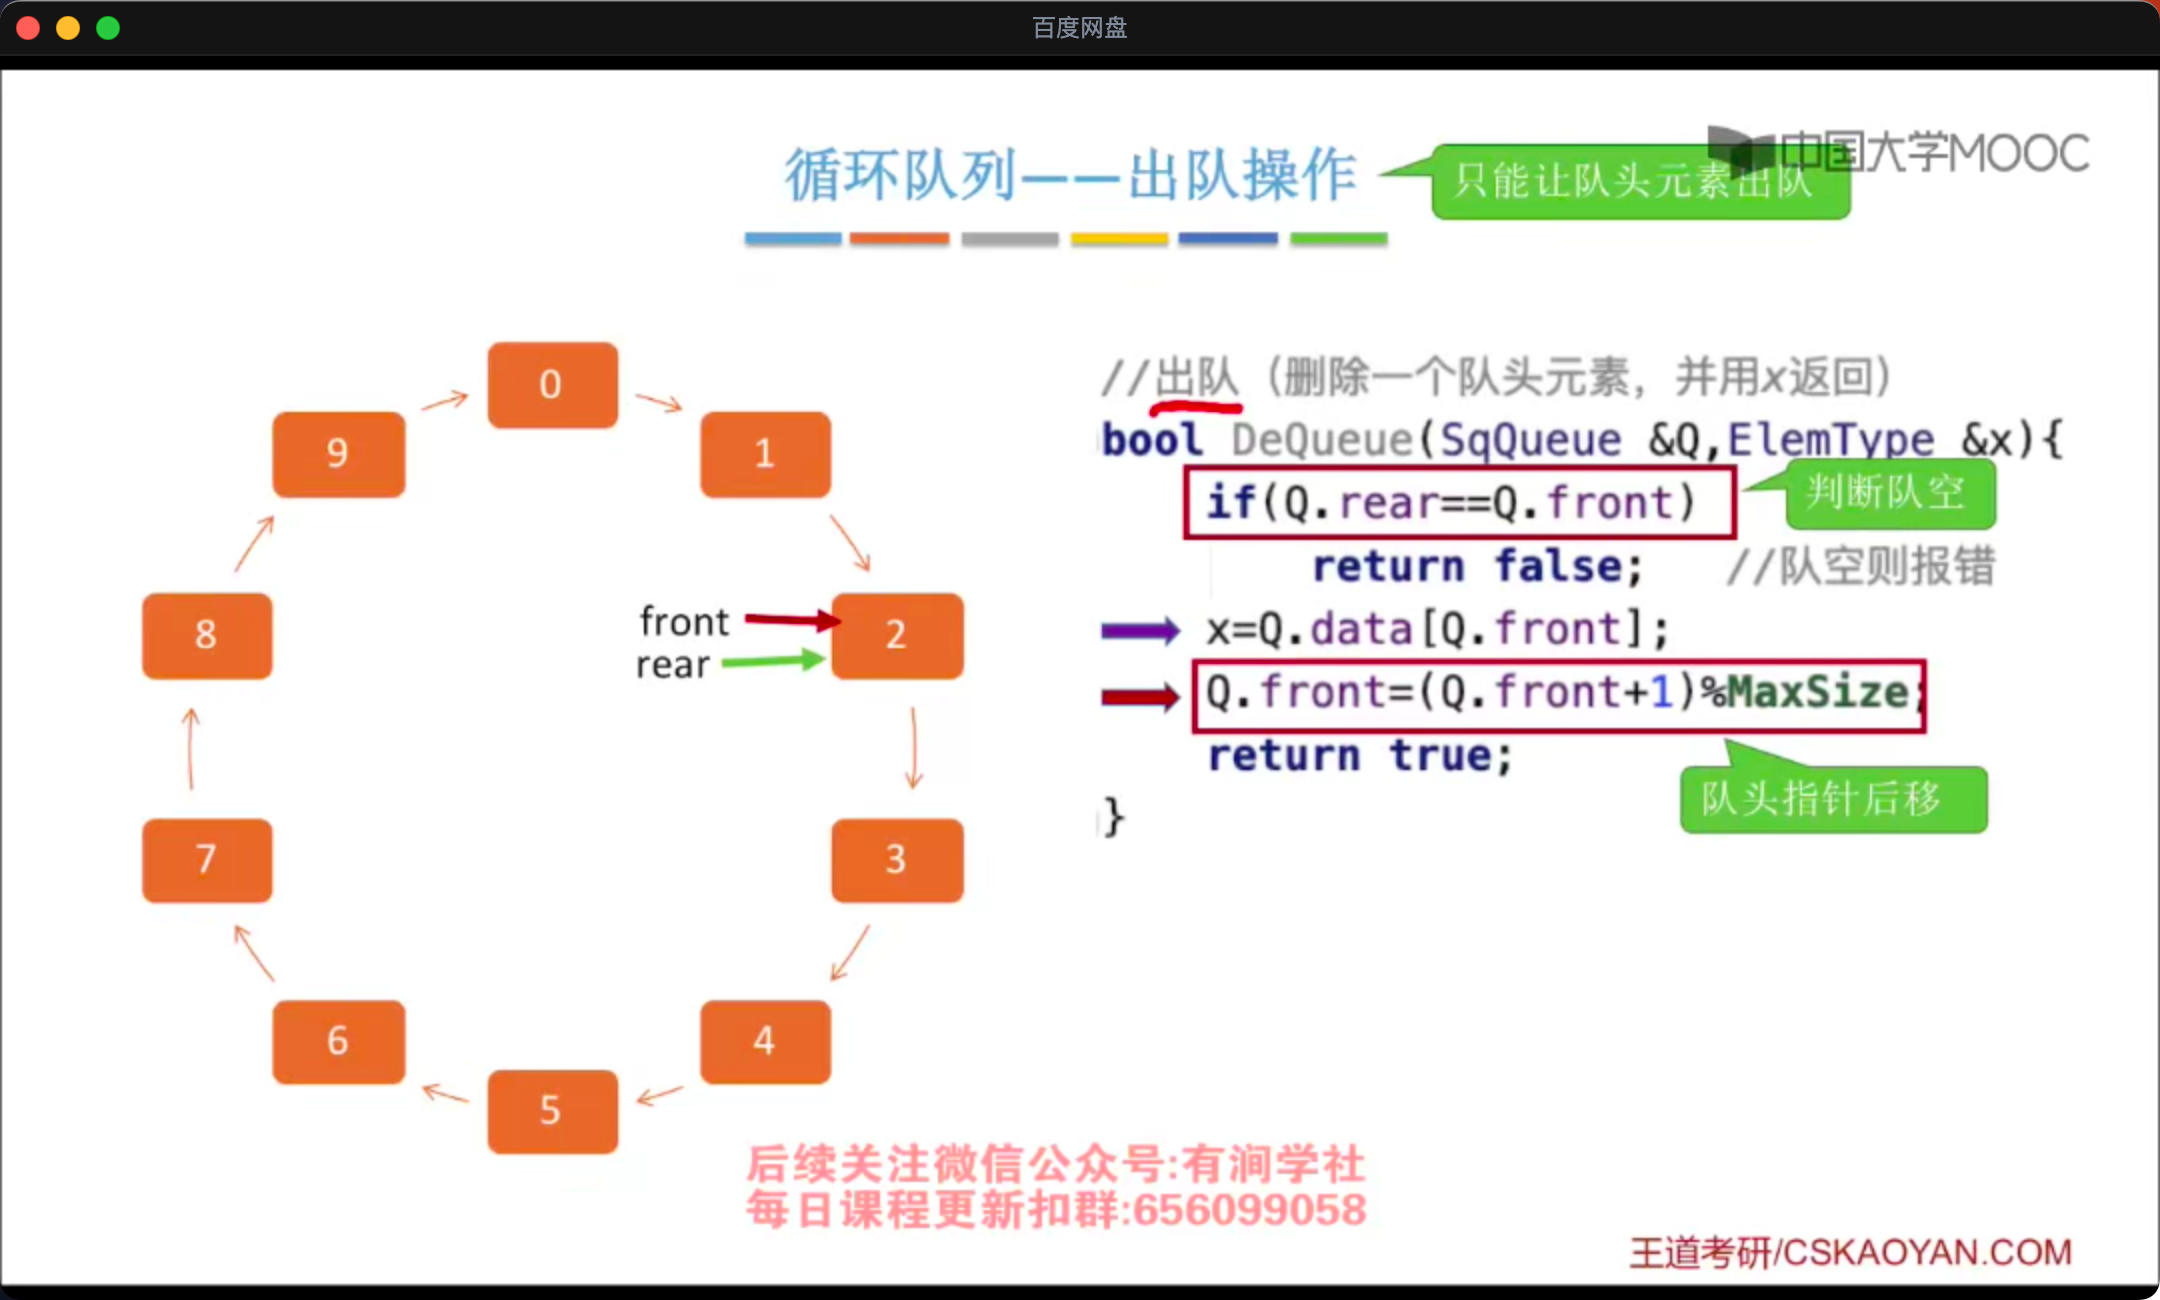 百度网盘
中国大学MOOC
循环队列——出队操作
只能让队头元素出队
0
1
2
3
4
5
6
7
8
9
front
rear
//出队（删除一个队头元素，并用x返回）
bool DeQueue(SqQueue &Q,ElemType &x){
if(Q.rear==Q.front)
判断队空
return false; //队空则报错
x=Q.data[Q.front];
Q.front=(Q.front+1)%MaxSize;
return true;
队头指针后移
}
后续关注微信公众号:有涧学社
每日课程更新扣群:656099058
王道考研/CSKAOYAN.COM